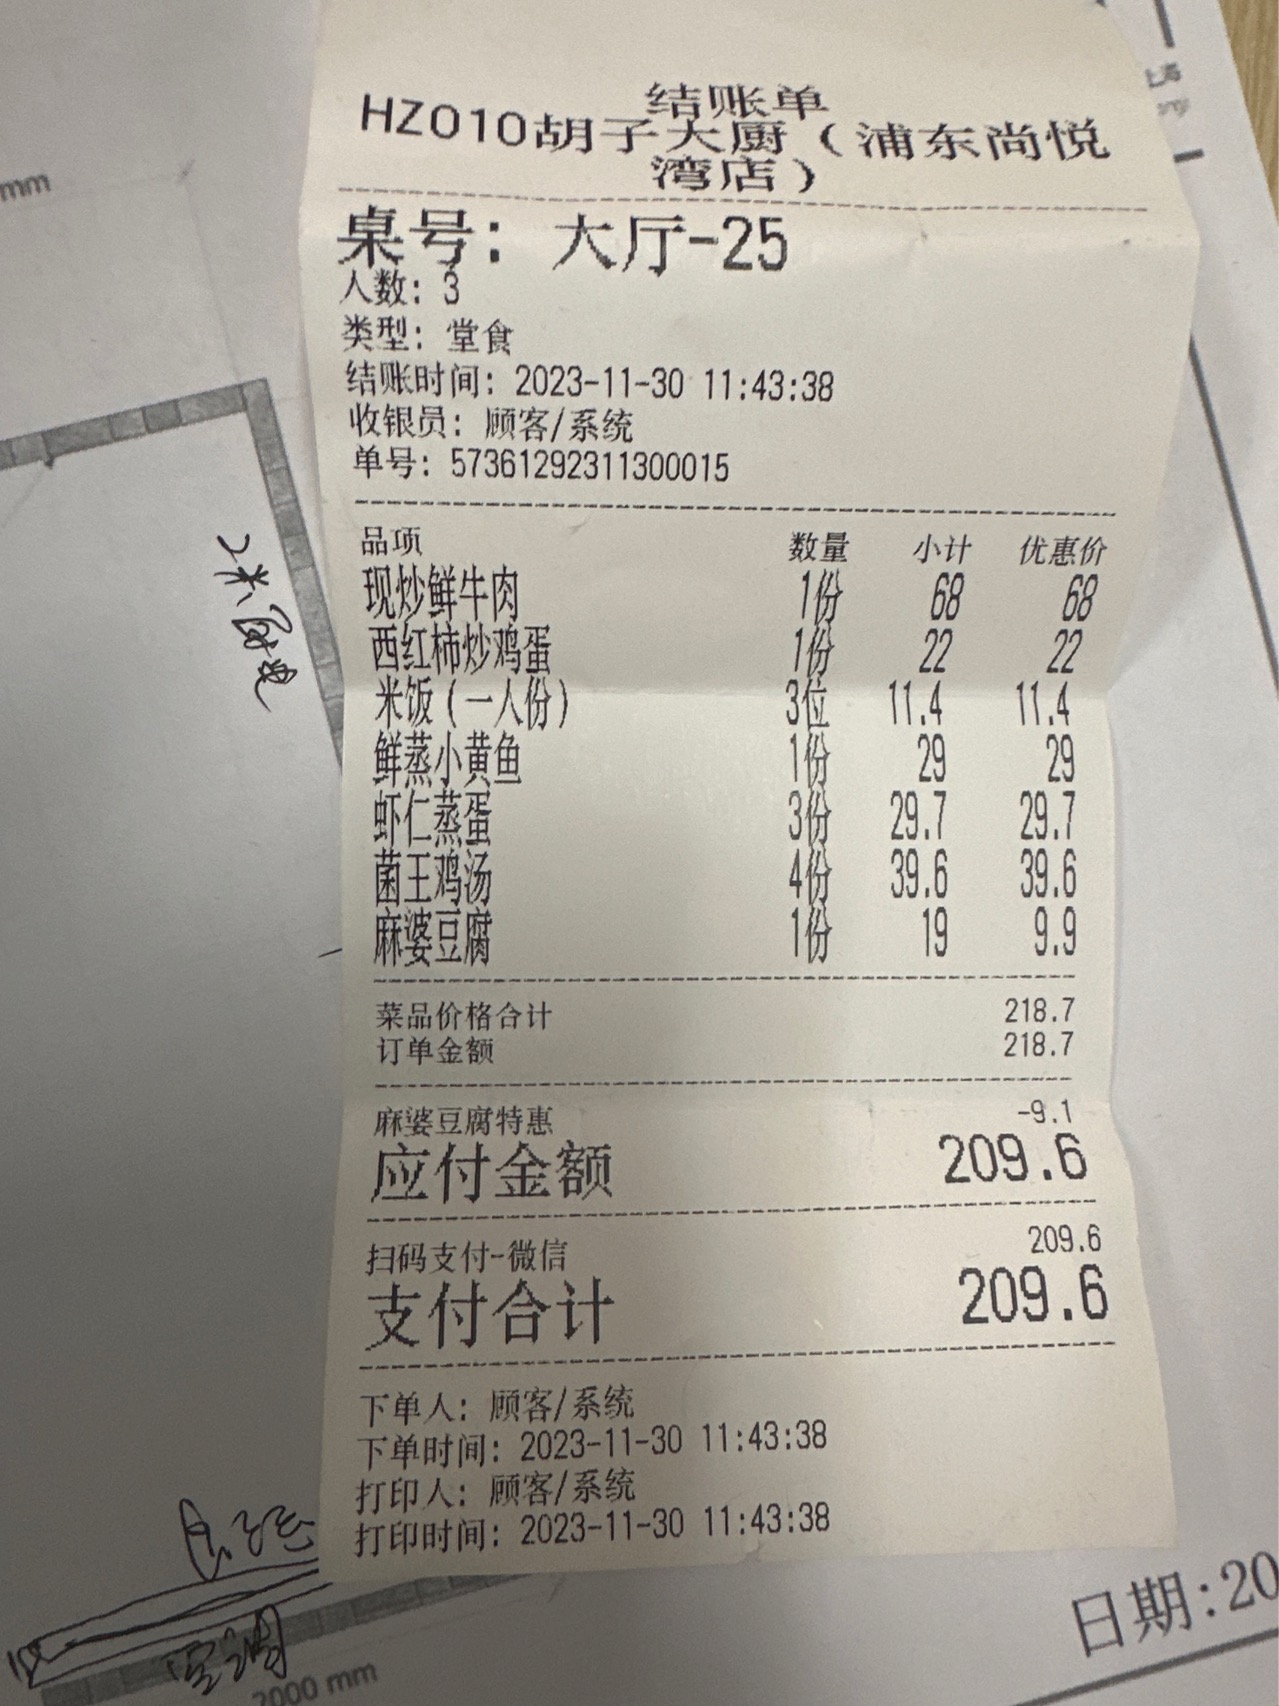 结账单
HZ010胡子大厨（浦东尚悦
湾店）
桌号：大厅-25
人数：3
类型：堂食
结账时间：2023-11-30 11:43:38
收银员：顾客/系统
单号：57361292311300015
品项 数量 小计 优惠价
现炒鲜牛肉 1份 68 68
西红柿炒鸡蛋 1份 22 22
米饭（一人份） 3位 11.4 11.4
鲜蒸小黄鱼 1份 29 29
虾仁蒸蛋 3份 29.7 29.7
菌王鸡汤 4份 39.6 39.6
麻婆豆腐 1份 19 9.9
菜品价格合计 218.7
订单金额 218.7
麻婆豆腐特惠 -9.1
应付金额 209.6
扫码支付-微信 209.6
支付合计 209.6
下单人：顾客/系统
下单时间：2023-11-30 11:43:38
打印人：顾客/系统
打印时间：2023-11-30 11:43:38
mm
空调
2000 mm
日期:20